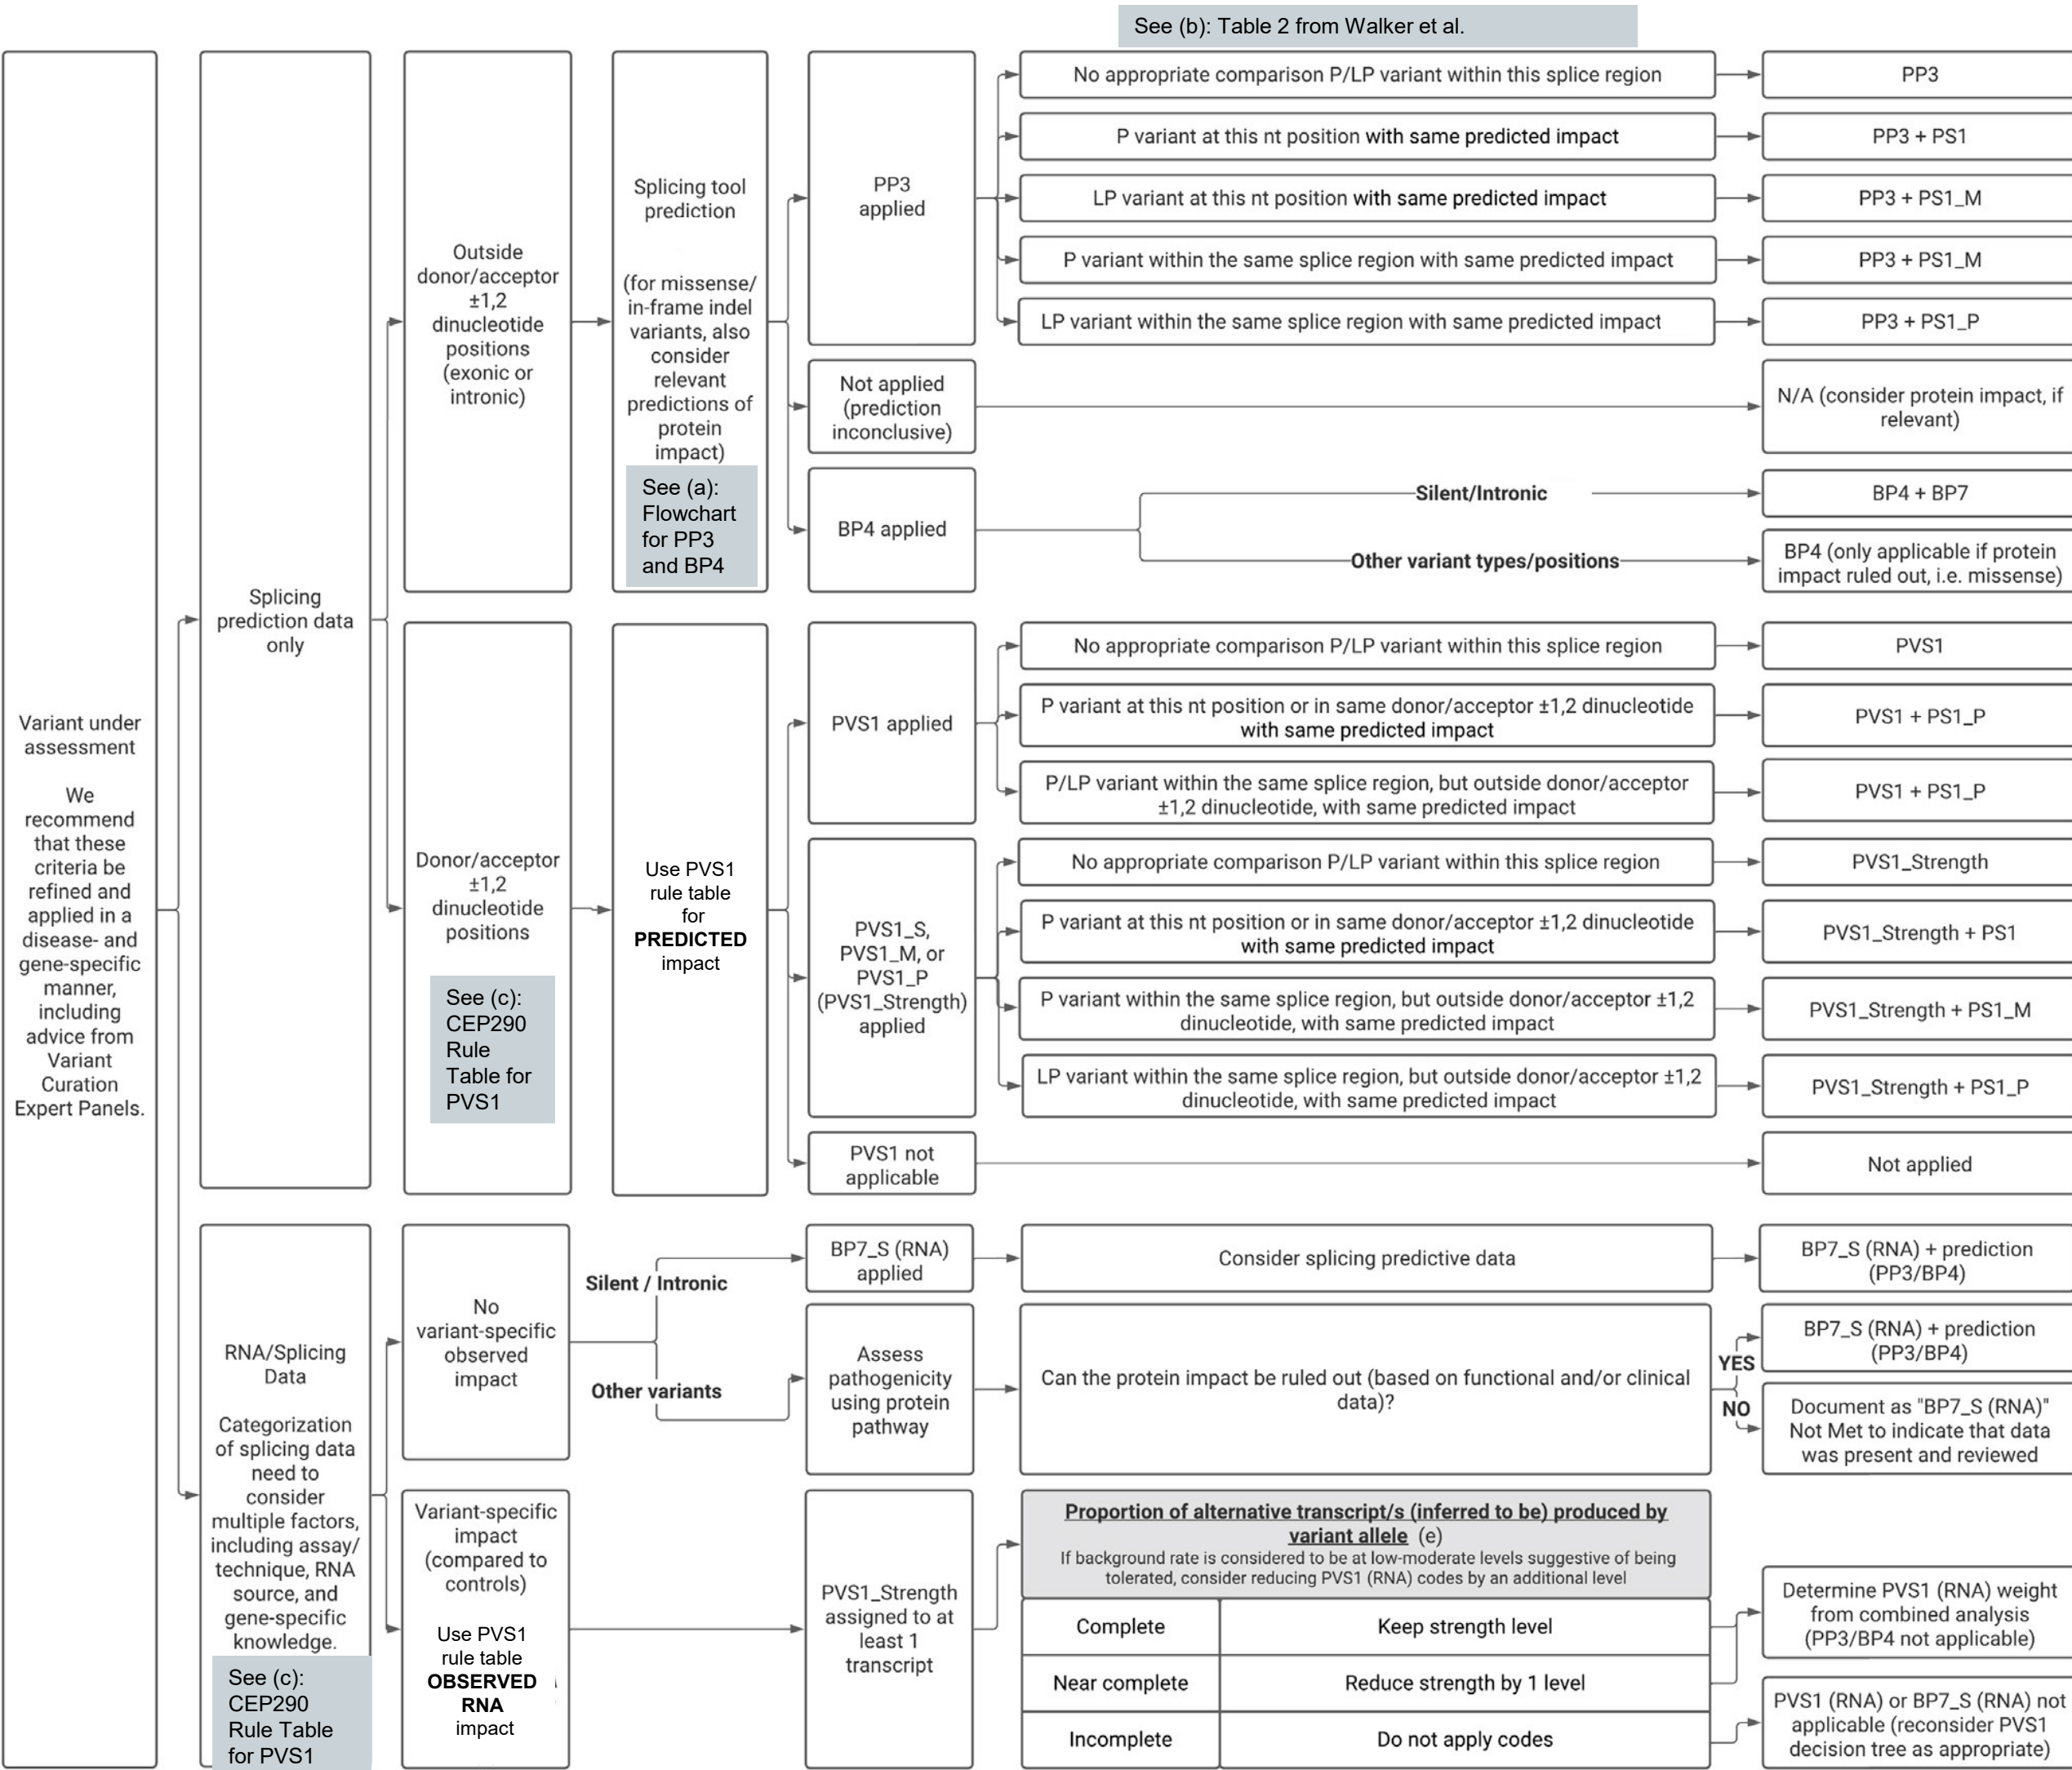 See (b): Table 2 from Walker et al.
Variant under
assessment
We
recommend
that these
criteria be
refined and
applied in a
disease- and
gene-specific
manner,
including
advice from
Variant
Curation
Expert Panels.
Splicing
prediction data
only
Outside
donor/acceptor
±1,2
dinucleotide
positions
(exonic or
intronic)
Splicing tool
prediction
(for missense/
in-frame indel
variants, also
consider
relevant
predictions of
protein
impact)
See (a):
Flowchart
for PP3
and BP4
PP3
applied
No appropriate comparison P/LP variant within this splice region
PP3
P variant at this nt position with same predicted impact
PP3 + PS1
LP variant at this nt position with same predicted impact
PP3 + PS1_M
P variant within the same splice region with same predicted impact
PP3 + PS1_M
LP variant within the same splice region with same predicted impact
PP3 + PS1_P
Not applied
(prediction
inconclusive)
N/A (consider protein impact, if
relevant)
BP4 applied
Silent/Intronic
BP4 + BP7
Other variant types/positions
BP4 (only applicable if protein
impact ruled out, i.e. missense)
Donor/acceptor
±1,2
dinucleotide
positions
See (c):
CEP290
Rule
Table for
PVS1
Use PVS1
rule table
for
PREDICTED
impact
PVS1 applied
No appropriate comparison P/LP variant within this splice region
PVS1
P variant at this nt position or in same donor/acceptor ±1,2 dinucleotide
with same predicted impact
PVS1 + PS1_P
P/LP variant within the same splice region, but outside donor/acceptor
±1,2 dinucleotide, with same predicted impact
PVS1 + PS1_P
PVS1_S,
PVS1_M, or
PVS1_P
(PVS1_Strength)
applied
No appropriate comparison P/LP variant within this splice region
PVS1_Strength
P variant at this nt position or in same donor/acceptor ±1,2 dinucleotide
with same predicted impact
PVS1_Strength + PS1
P variant within the same splice region, but outside donor/acceptor ±1,2
dinucleotide, with same predicted impact
PVS1_Strength + PS1_M
LP variant within the same splice region, but outside donor/acceptor ±1,2
dinucleotide, with same predicted impact
PVS1_Strength + PS1_P
PVS1 not
applicable
Not applied
RNA/Splicing
Data
Categorization
of splicing data
need to
consider
multiple factors,
including assay/
technique, RNA
source, and
gene-specific
knowledge.
See (c):
CEP290
Rule Table
for PVS1
No
variant-specific
observed
impact
Silent / Intronic
BP7_S (RNA)
applied
Consider splicing predictive data
BP7_S (RNA) + prediction
(PP3/BP4)
Other variants
Assess
pathogenicity
using protein
pathway
Can the protein impact be ruled out (based on functional and/or clinical
data)?
YES
BP7_S (RNA) + prediction
(PP3/BP4)
NO
Document as "BP7_S (RNA)"
Not Met to indicate that data
was present and reviewed
Variant-specific
impact
(compared to
controls)
Use PVS1
rule table
OBSERVED
RNA
impact
PVS1_Strength
assigned to at
least 1
transcript
Proportion of alternative transcript/s (inferred to be) produced by
variant allele (e)
If background rate is considered to be at low-moderate levels suggestive of being
tolerated, consider reducing PVS1 (RNA) codes by an additional level
Complete
Keep strength level
Near complete
Reduce strength by 1 level
Incomplete
Do not apply codes
Determine PVS1 (RNA) weight
from combined analysis
(PP3/BP4 not applicable)
PVS1 (RNA) or BP7_S (RNA) not
applicable (reconsider PVS1
decision tree as appropriate)